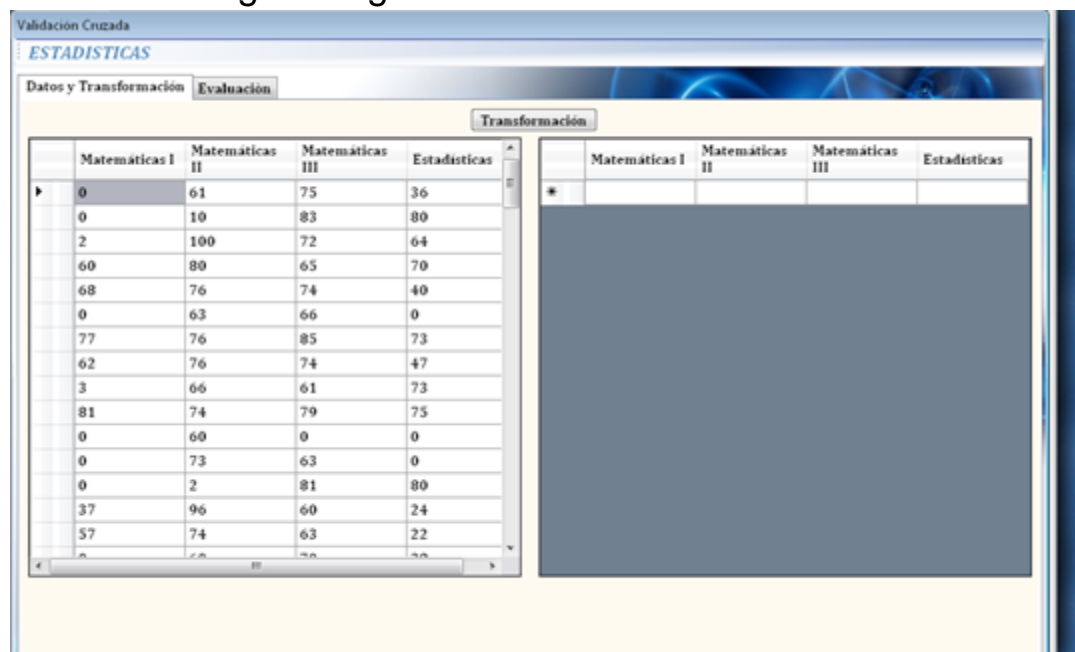 Validación Cruzada
ESTADISTICAS
Datos y Transformación Evaluación
Transformación
Matemáticas I Matemáticas II Matemáticas III Estadísticas
0 61 75 36
0 10 83 80
2 100 72 64
60 80 65 70
68 76 74 40
0 63 66 0
77 76 85 73
62 76 74 47
3 66 61 73
81 74 79 75
0 60 0 0
0 73 63 0
0 2 81 80
37 96 60 24
57 74 63 22
Matemáticas I Matemáticas II Matemáticas III Estadísticas